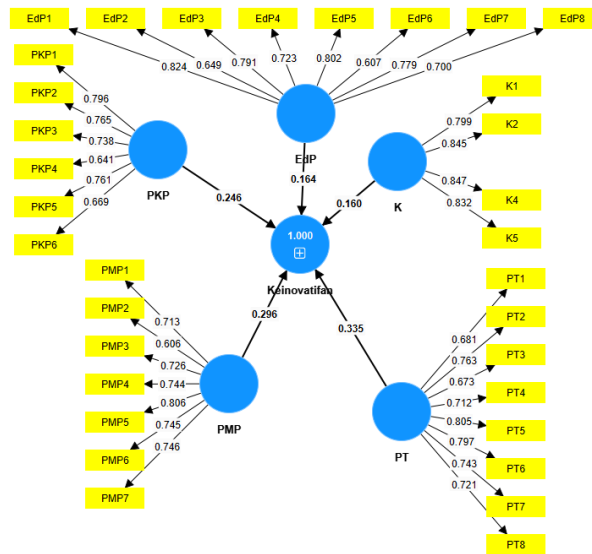 EdP1 EdP2 EdP3 EdP4 EdP5 EdP6 EdP7 EdP8
0.824 0.649 0.791 0.723 0.802 0.607 0.779 0.700
EdP
PKP1
PKP2
PKP3
PKP4
PKP5
PKP6
0.796
0.765
0.738
0.641
0.761
0.669
PKP
K1
K2
K4
K5
0.799
0.845
0.847
0.832
K
0.164
0.246
0.160
1.000
Keinovatifan
0.296
0.335
PMP1
PMP2
PMP3
PMP4
PMP5
PMP6
PMP7
0.713
0.606
0.726
0.744
0.806
0.745
0.746
PMP
PT1
PT2
PT3
PT4
PT5
PT6
PT7
PT8
0.681
0.763
0.673
0.712
0.805
0.797
0.743
0.721
PT